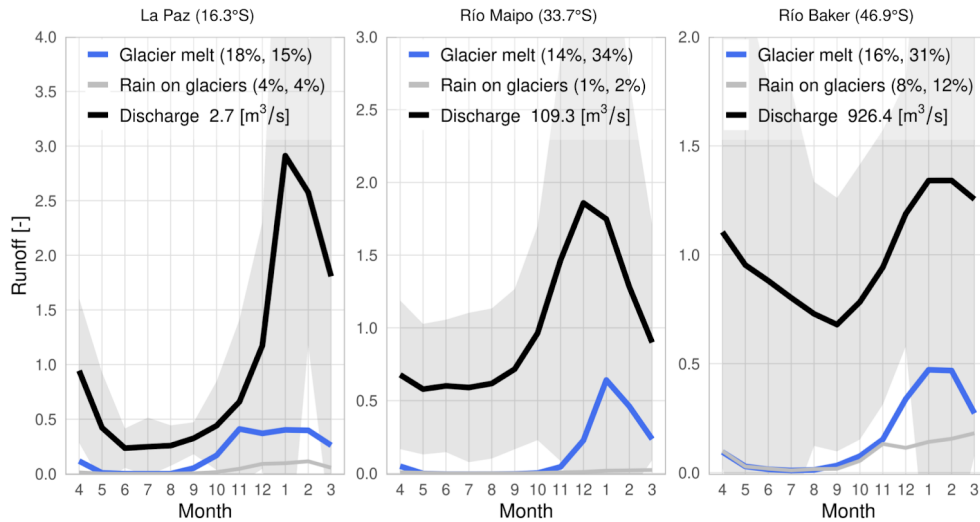 La Paz (16.3°S)
Río Maipo (33.7°S)
Río Baker (46.9°S)
Runoff [-]
4.0
3.5
3.0
2.5
2.0
1.5
1.0
0.5
0.0
Glacier melt (18%, 15%)
Rain on glaciers (4%, 4%)
Discharge 2.7 [m³/s]
4 5 6 7 8 9 10 11 12 1 2 3
Month
3.0
2.5
2.0
1.5
1.0
0.5
0.0
Glacier melt (14%, 34%)
Rain on glaciers (1%, 2%)
Discharge 109.3 [m³/s]
4 5 6 7 8 9 10 11 12 1 2 3
Month
2.0
1.5
1.0
0.5
0.0
Glacier melt (16%, 31%)
Rain on glaciers (8%, 12%)
Discharge 926.4 [m³/s]
4 5 6 7 8 9 10 11 12 1 2 3
Month